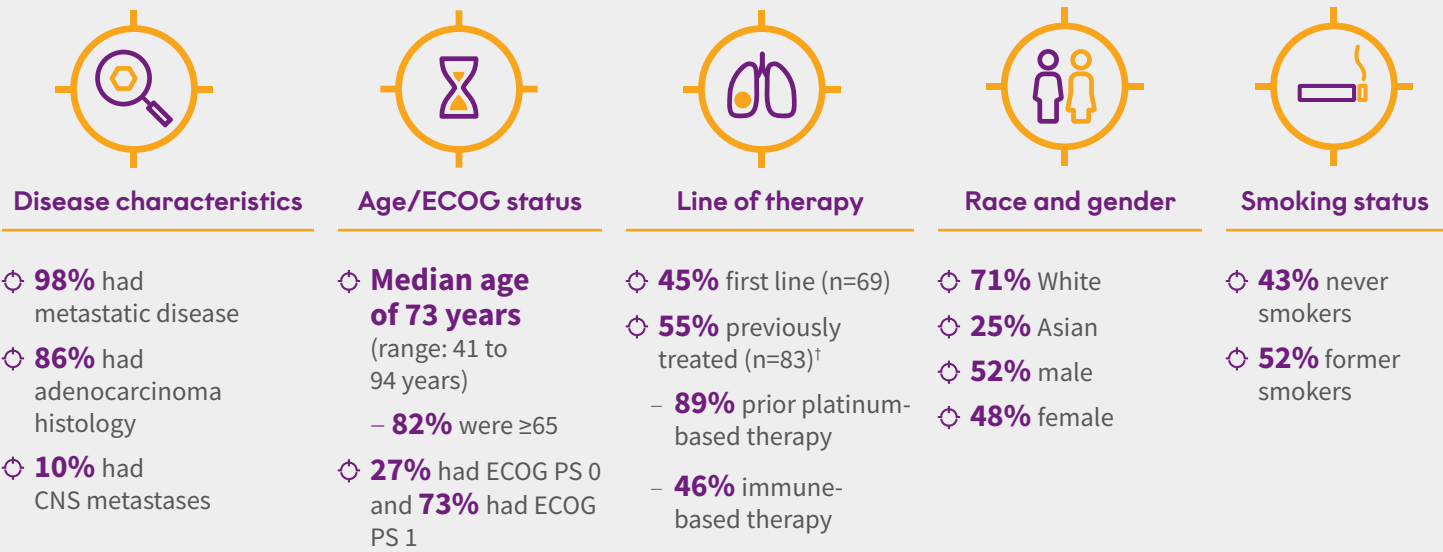 Disease characteristics
98% had
metastatic disease
86% had
adenocarcinoma
histology
10% had
CNS metastases
Age/ECOG status
Median age
of 73 years
(range: 41 to
94 years)
– 82% were ≥65
27% had ECOG PS 0
and 73% had ECOG
PS 1
Line of therapy
45% first line (n=69)
55% previously
treated (n=83)†
– 89% prior platinum-
based therapy
– 46% immune-
based therapy
Race and gender
71% White
25% Asian
52% male
48% female
Smoking status
43% never
smokers
52% former
smokers